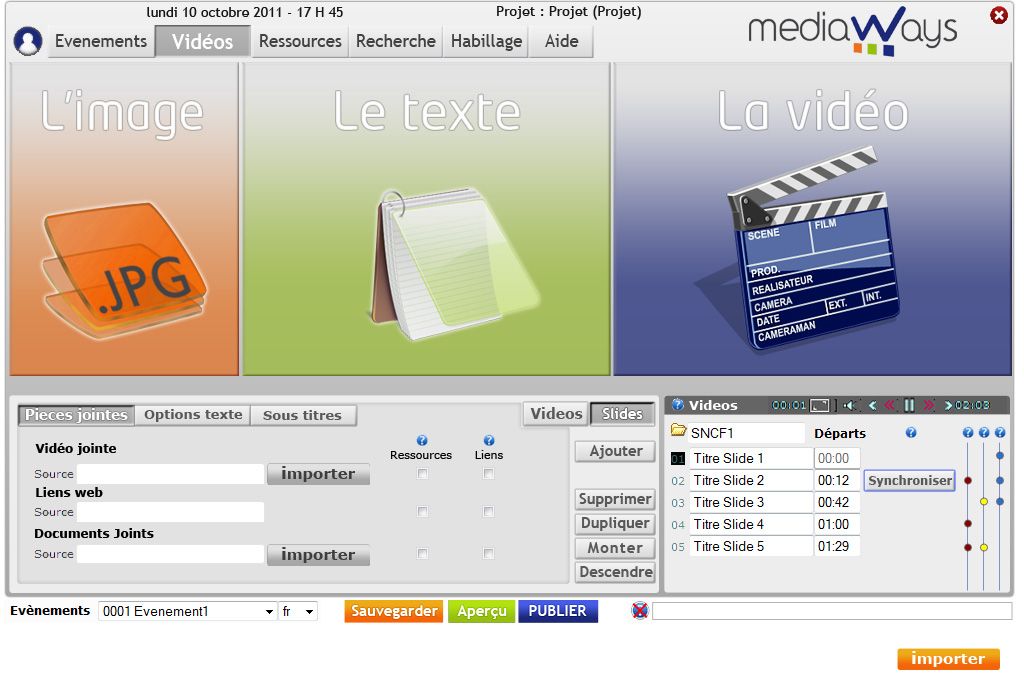 lundi 10 octobre 2011 - 17 H 45
Projet : Projet (Projet)
mediaWays
Evenements
Vidéos
Ressources
Recherche
Habillage
Aide
L'image
Le texte
La vidéo
.JPG
SCENE
FILM
PROD.
REALISATEUR
CAMERA
EXT.
INT.
DATE
CAMERAMAN
Pieces jointes
Options texte
Sous titres
Videos
Slides
Vidéo jointe
Ressources
Liens
Source
importer
Liens web
Source
Documents Joints
Source
importer
Ajouter
Supprimer
Dupliquer
Monter
Descendre
Videos
00:01
02:03
SNCF1
Départs
01 Titre Slide 1 00:00
02 Titre Slide 2 00:12 Synchroniser
03 Titre Slide 3 00:42
04 Titre Slide 4 01:00
05 Titre Slide 5 01:29
Evènements 0001 Evenement1 fr
Sauvegarder
Aperçu
PUBLIER
importer